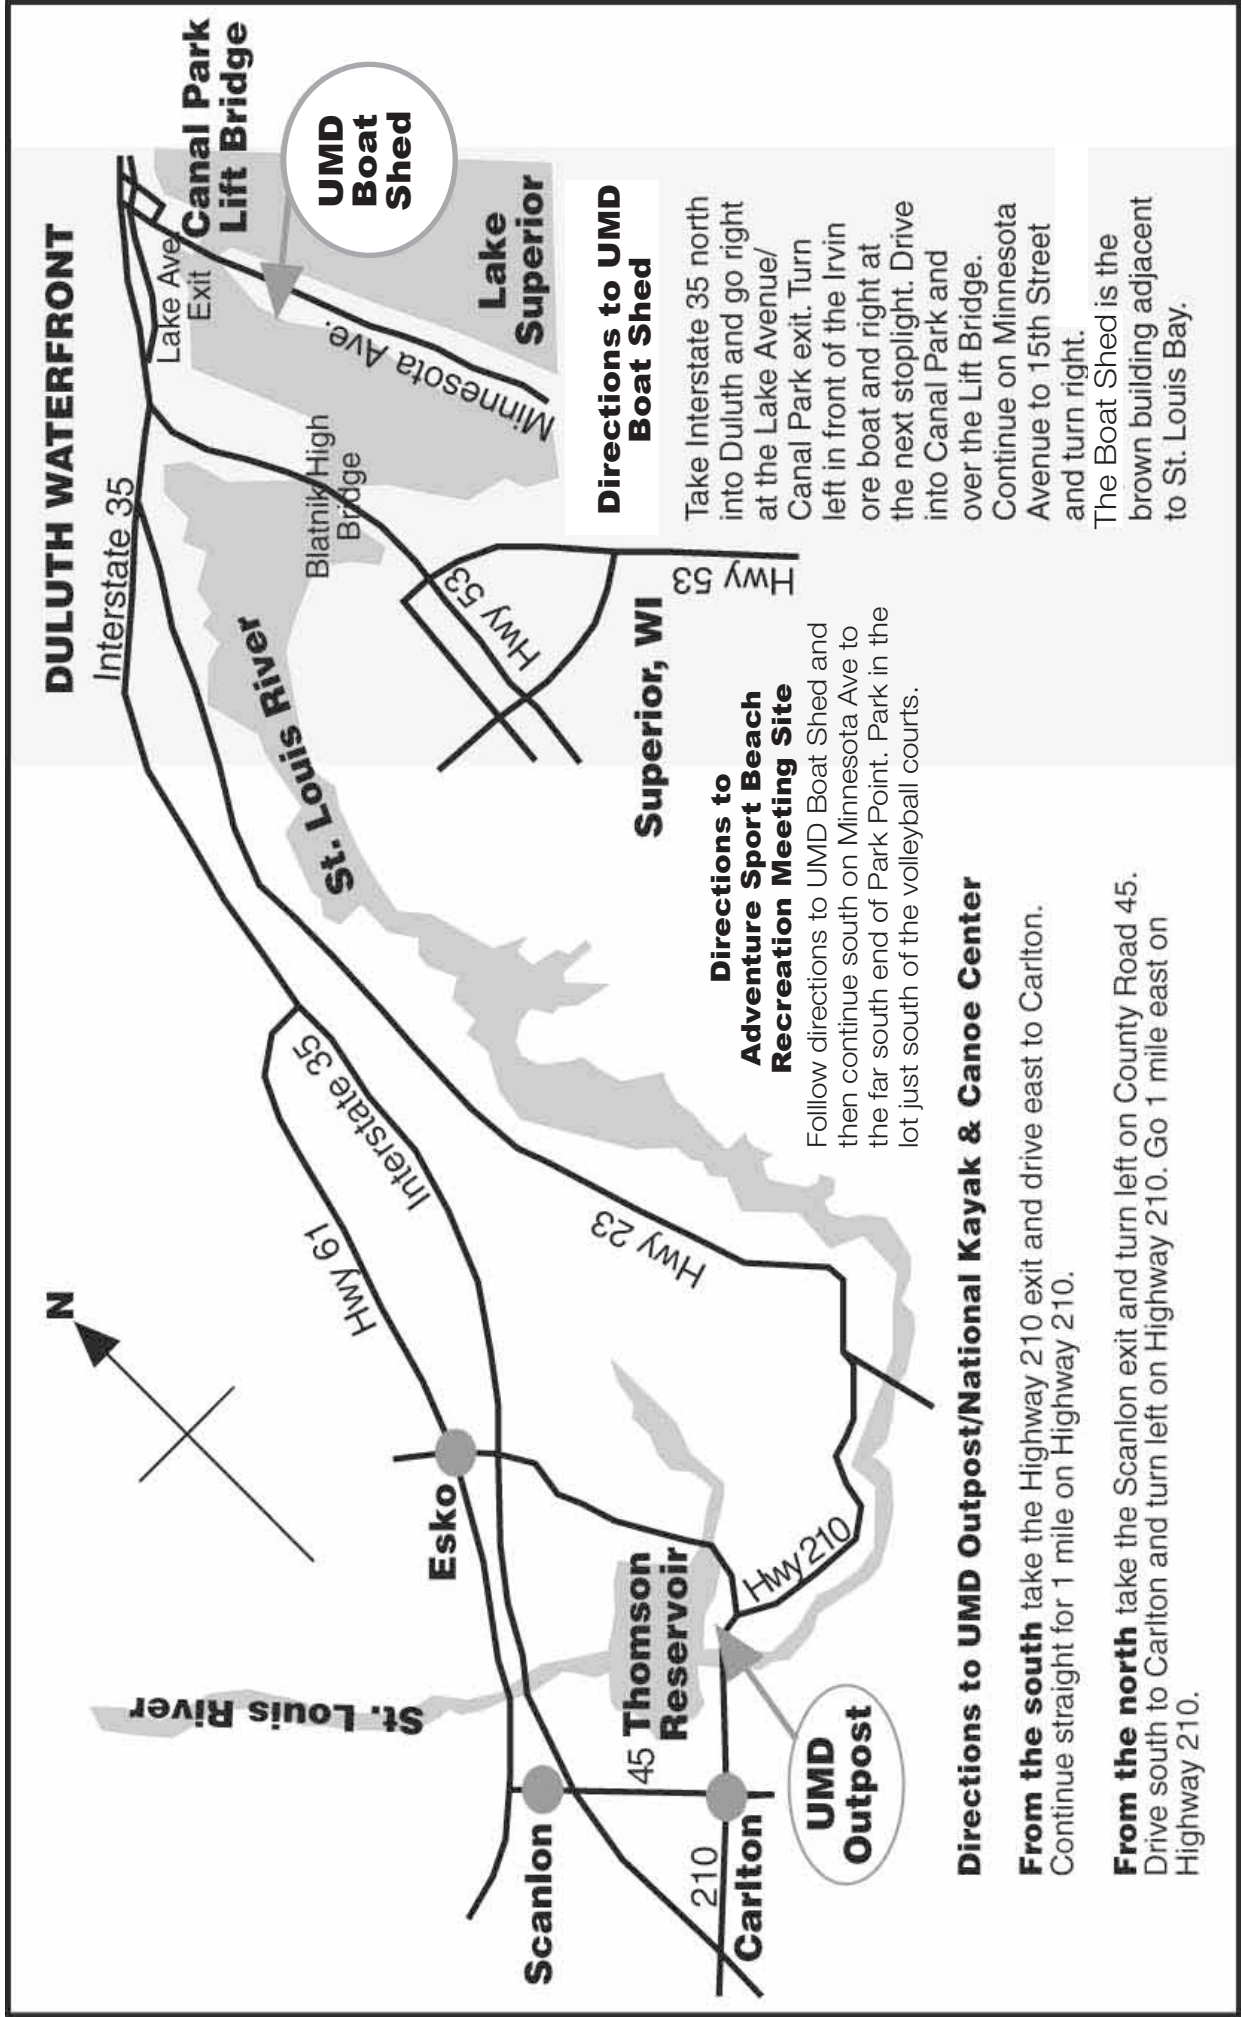 DULUTH WATERFRONT
Interstate 35
Lake Ave.
Exit
Canal Park
Lift Bridge
UMD
Boat
Shed
Lake
Superior
Minnesota Ave.
Blatnik High
Bridge
St. Louis River
Hwy 53
Hwy 53
Superior, WI
N
Interstate 35
Hwy 61
Hwy 23
Esko
St. Louis River
Thomson
Reservoir
Hwy 210
45
Scanlon
210
Carlton
UMD
Outpost
Directions to UMD
Boat Shed
Take Interstate 35 north
into Duluth and go right
at the Lake Avenue/
Canal Park exit. Turn
left in front of the Irvin
ore boat and right at
the next stoplight. Drive
into Canal Park and
over the Lift Bridge.
Continue on Minnesota
Avenue to 15th Street
and turn right.
The Boat Shed is the
brown building adjacent
to St. Louis Bay.
Directions to
Adventure Sport Beach
Recreation Meeting Site
Folllow directions to UMD Boat Shed and
then continue south on Minnesota Ave to
the far south end of Park Point. Park in the
lot just south of the volleyball courts.
Directions to UMD Outpost/National Kayak & Canoe Center
From the south take the Highway 210 exit and drive east to Carlton.
Continue straight for 1 mile on Highway 210.
From the north take the Scanlon exit and turn left on County Road 45.
Drive south to Carlton and turn left on Highway 210. Go 1 mile east on
Highway 210.